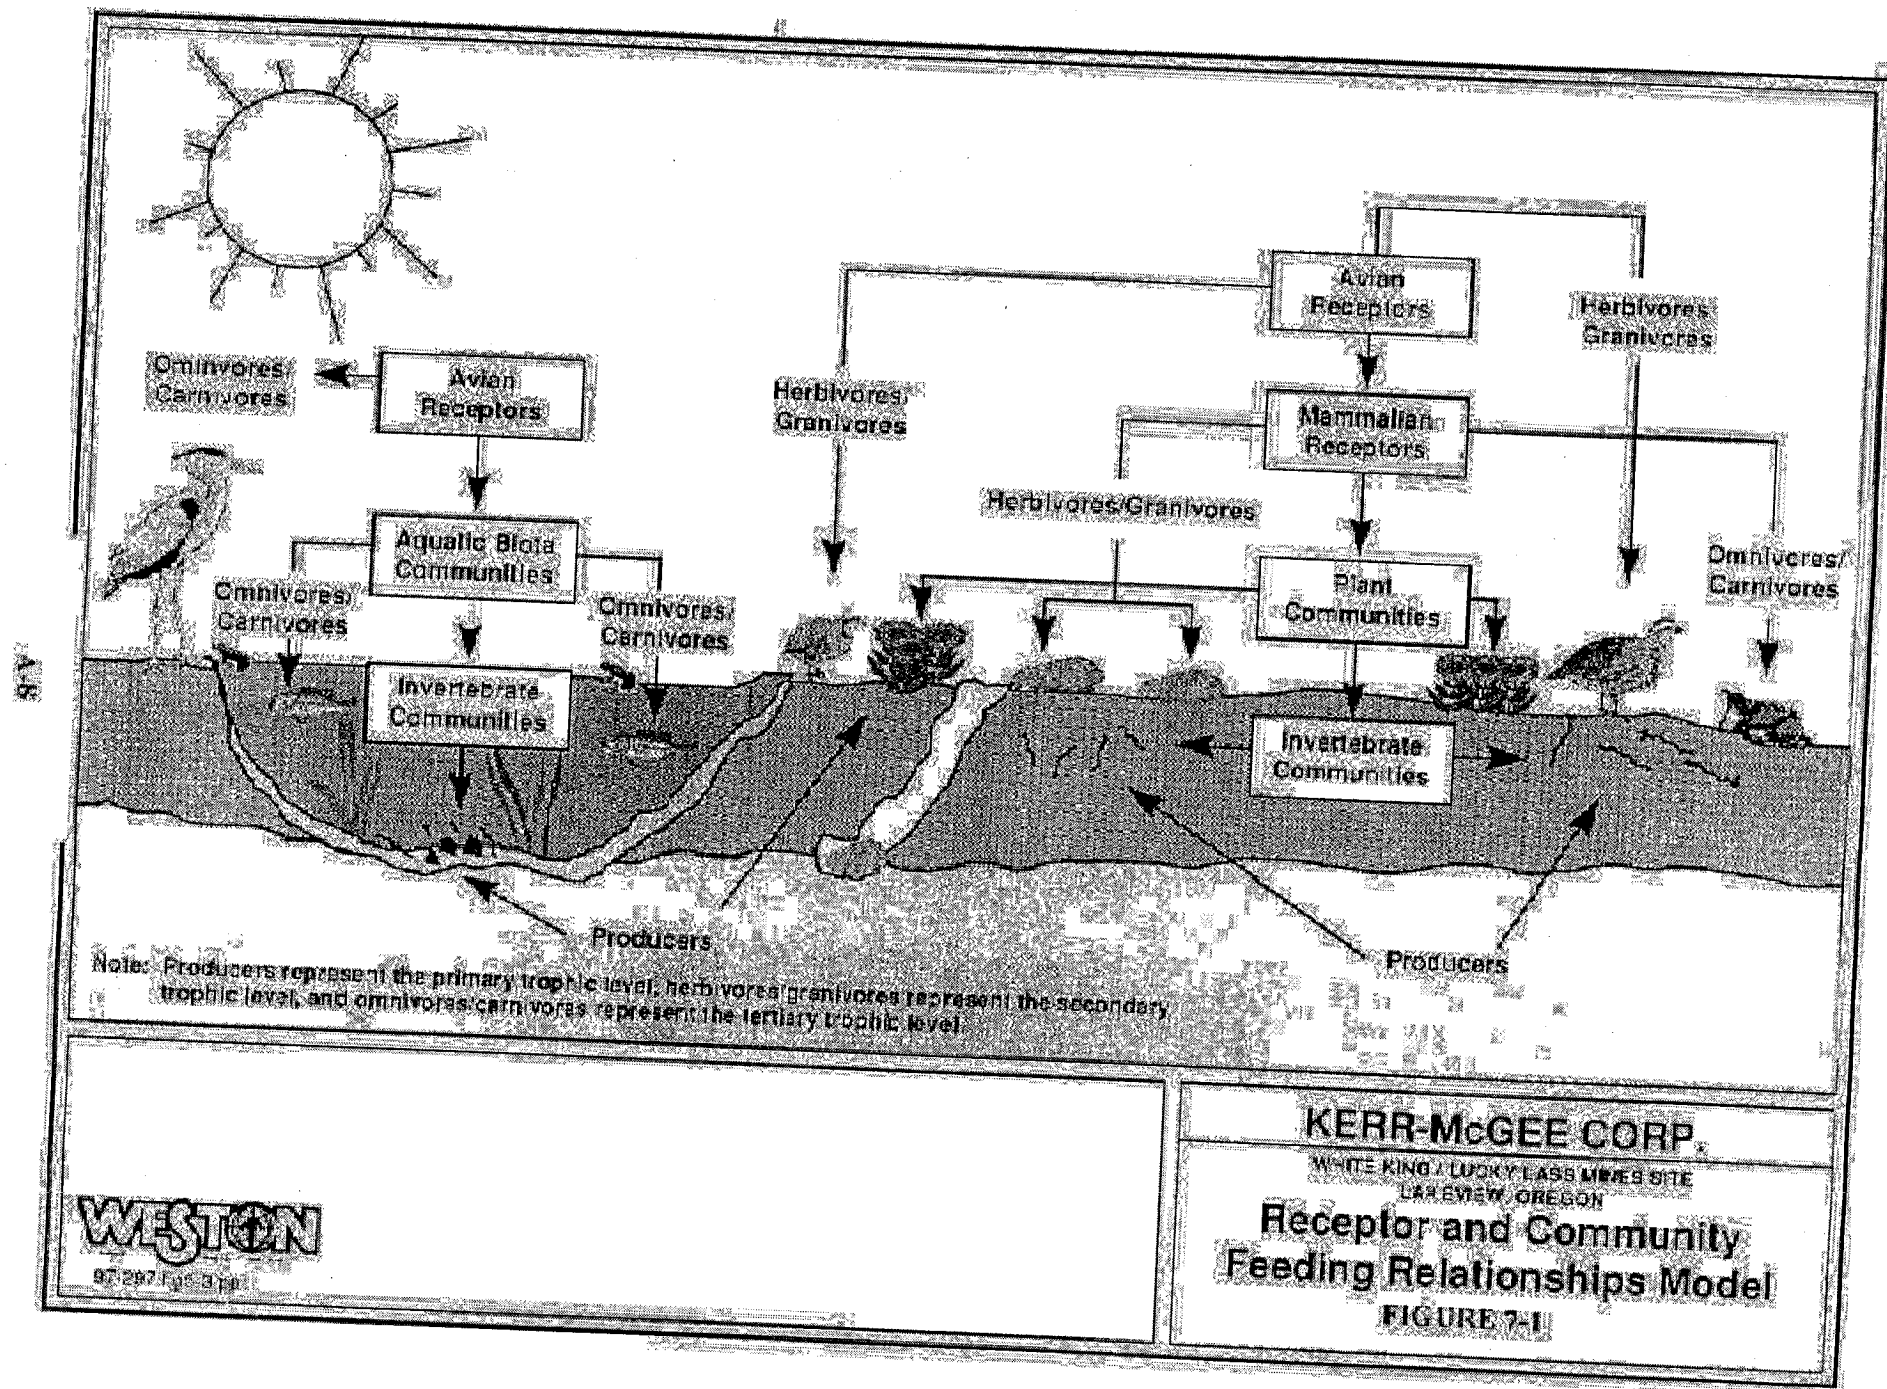 Ominvores/
Carnivores
Avian
Receptors
Aquatic Biota
Communities
Omnivores/
Carnivores
Omnivores/
Carnivores
Invertebrate
Communities
Herbivores/
Granivores
Avian
Receptors
Herbivores
Granivores
Mammalian
Receptors
Herbivores/Granivores
Plant
Communities
Omnivores/
Carnivores
Invertebrate
Communities
Producers
Producers
Note: Producers represent the primary trophic level, herbivores/granivores represent the secondary
trophic level, and omnivores/carnivores represent the tertiary trophic level.
KERR-McGEE CORP.
WHITE KING / LUCKY LASS MINES SITE
LAKEVIEW, OREGON
Receptor and Community
Feeding Relationships Model
FIGURE 7-1
WESTON